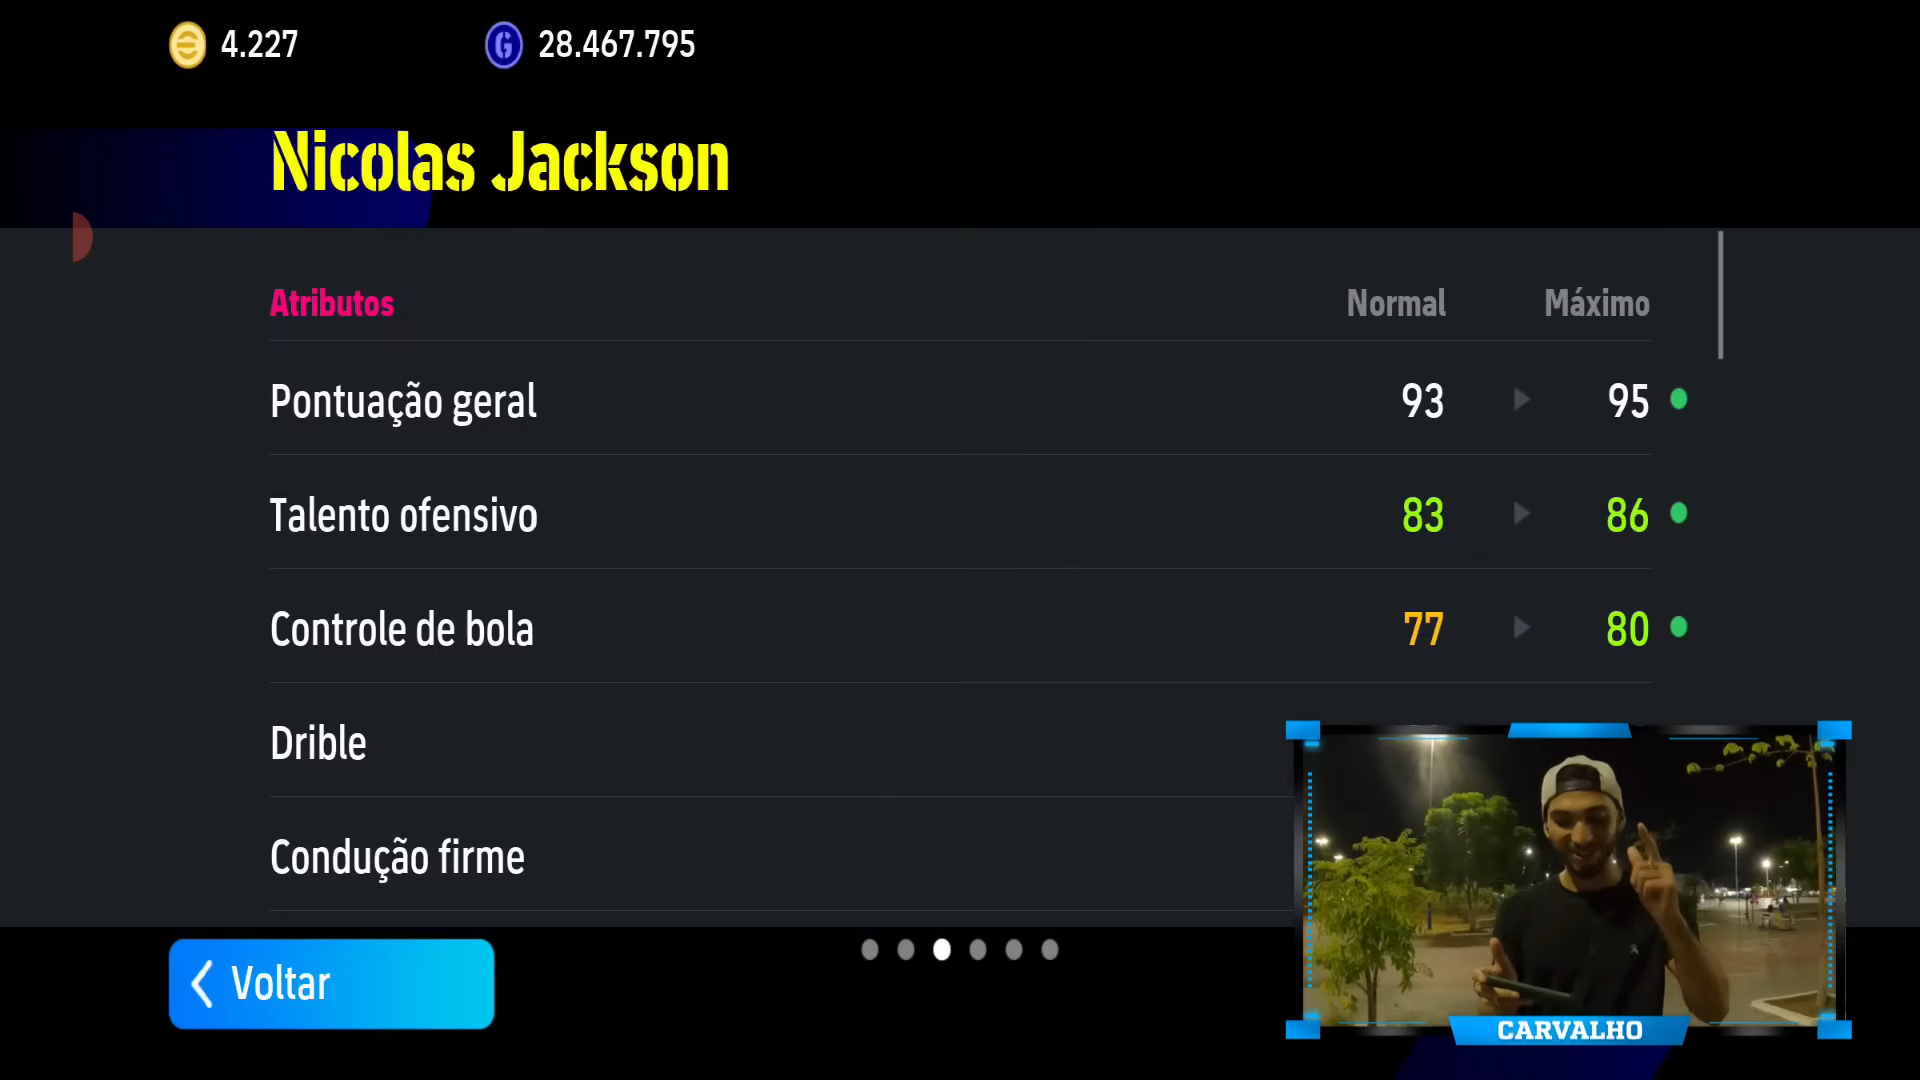 4.227
G 28.467.795
Nicolas Jackson
Atributos Normal Máximo
Pontuação geral 93 95
Talento ofensivo 83 86
Controle de bola 77 80
Drible
Condução firme
Voltar
CARVALHO